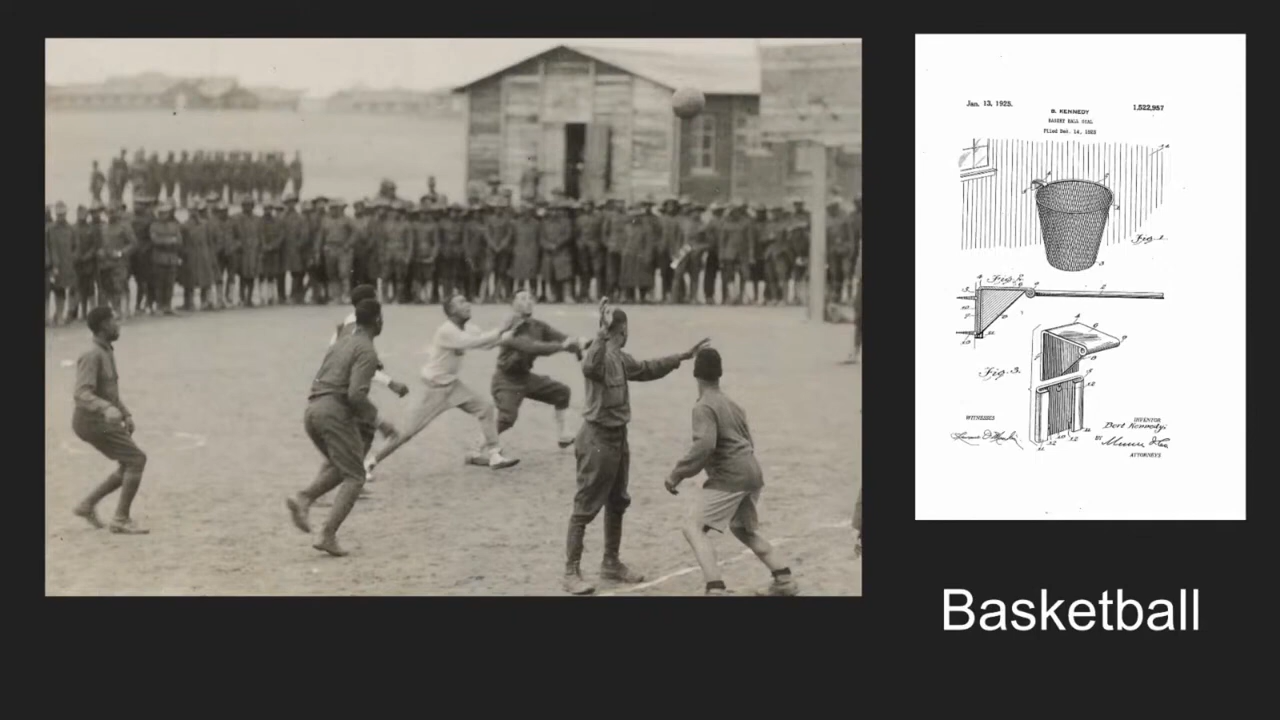 Jan. 13, 1925.
1,522,957
B. KENNEDY
BASKET BALL GOAL
Filed Dec. 14, 1923
Fig. 1.
Fig. 2.
Fig. 3.
WITNESSES
INVENTOR
Bert Kennedy.
BY
ATTORNEYS
Basketball